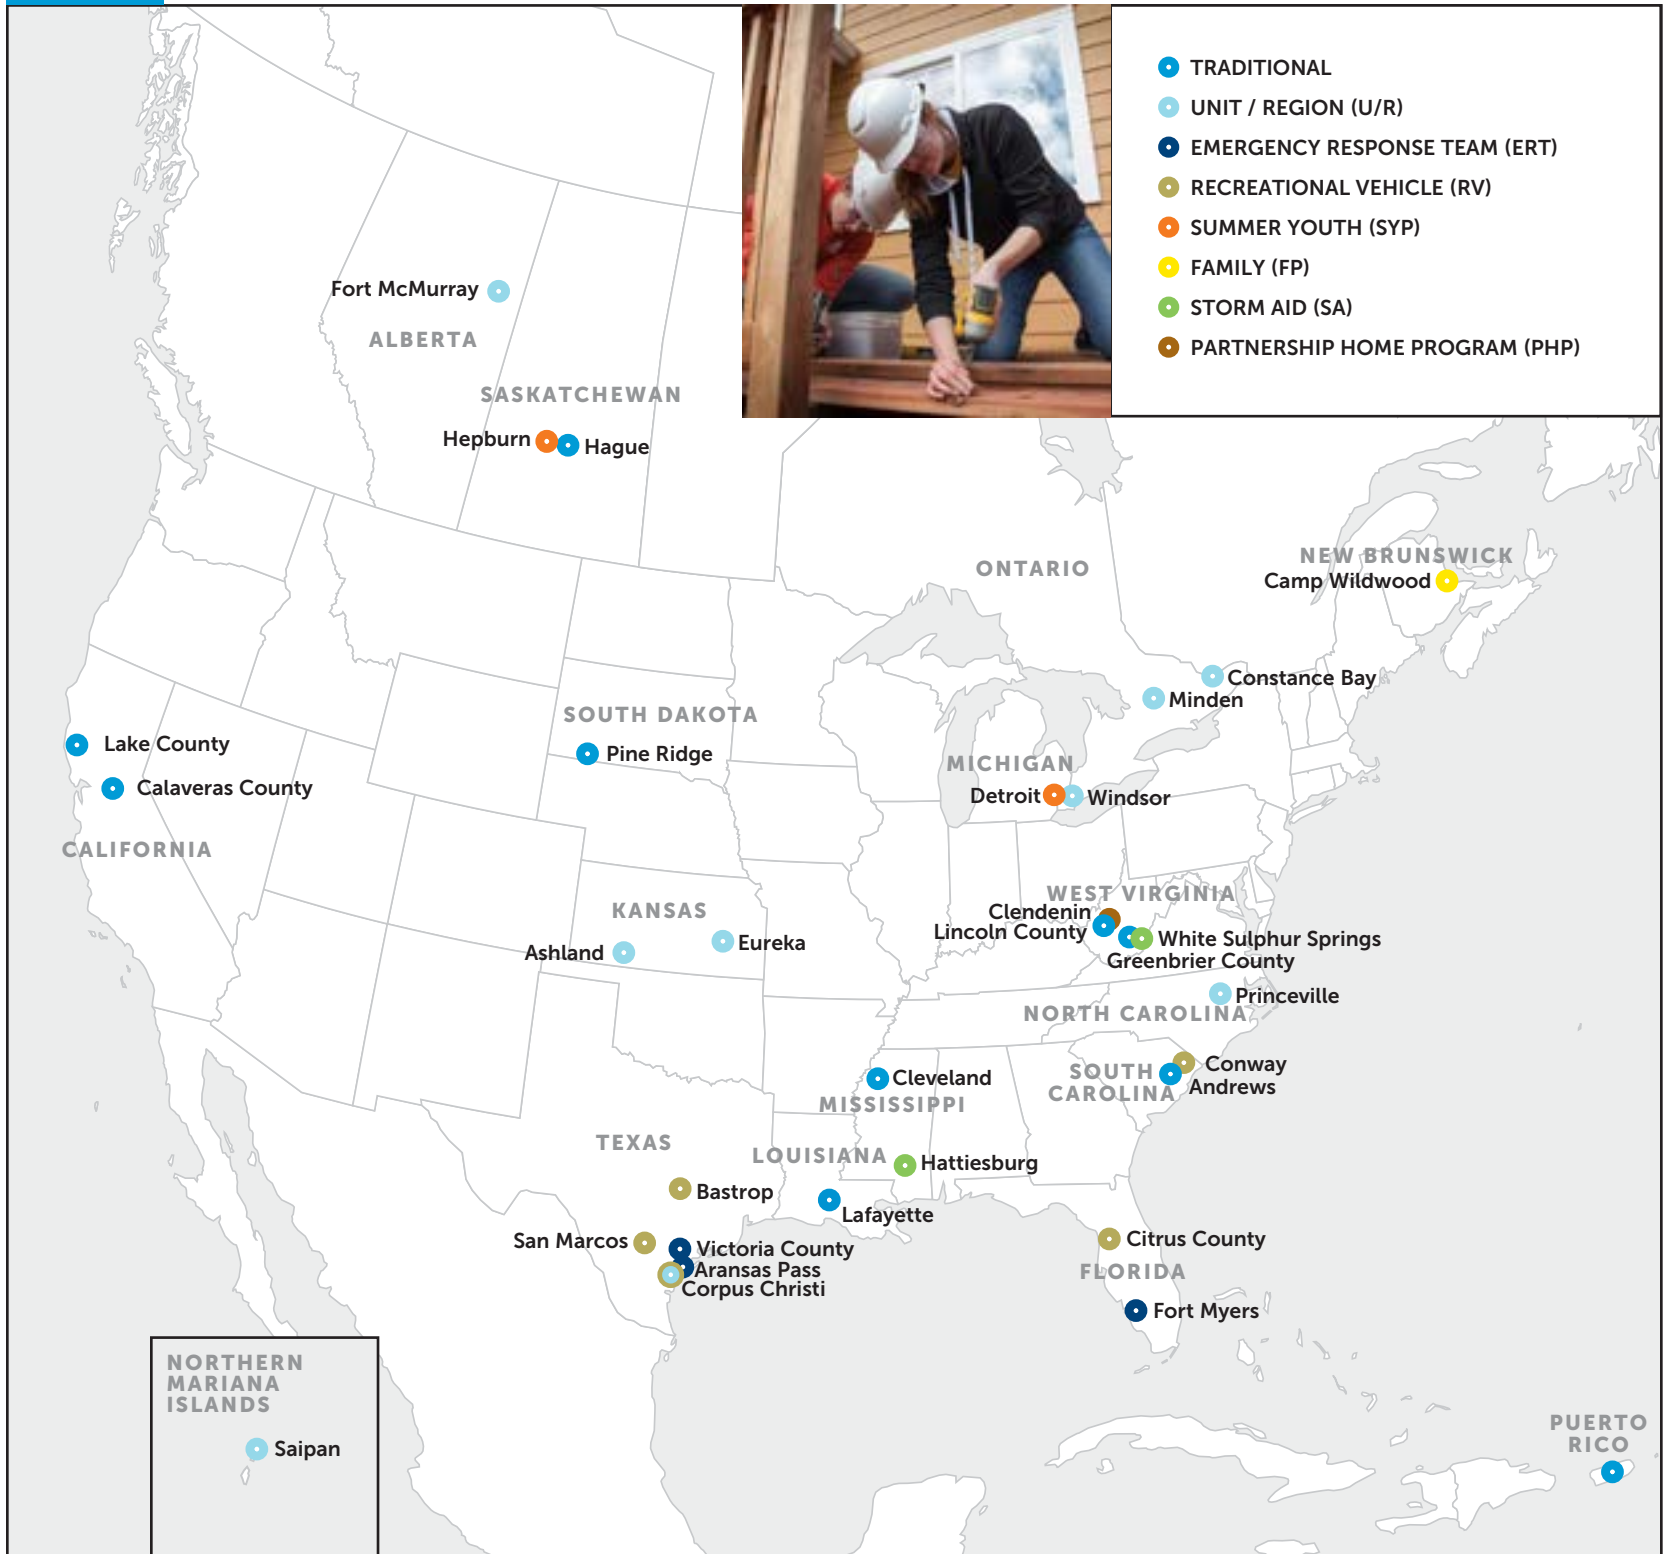 TRADITIONAL
UNIT / REGION (U/R)
EMERGENCY RESPONSE TEAM (ERT)
RECREATIONAL VEHICLE (RV)
SUMMER YOUTH (SYP)
FAMILY (FP)
STORM AID (SA)
PARTNERSHIP HOME PROGRAM (PHP)
Fort McMurray
ALBERTA
SASKATCHEWAN
Hepburn
Hague
ONTARIO
NEW BRUNSWICK
Camp Wildwood
Constance Bay
Minden
SOUTH DAKOTA
Pine Ridge
Lake County
Calaveras County
CALIFORNIA
MICHIGAN
Detroit
Windsor
WEST VIRGINIA
Clendenin
Lincoln County
White Sulphur Springs
Greenbrier County
KANSAS
Ashland
Eureka
Princeville
NORTH CAROLINA
Conway
Andrews
SOUTH
CAROLINA
Cleveland
MISSISSIPPI
TEXAS
LOUISIANA
Hattiesburg
Bastrop
Lafayette
San Marcos
Victoria County
Aransas Pass
Corpus Christi
Citrus County
FLORIDA
Fort Myers
NORTHERN
MARIANA
ISLANDS
Saipan
PUERTO
RICO